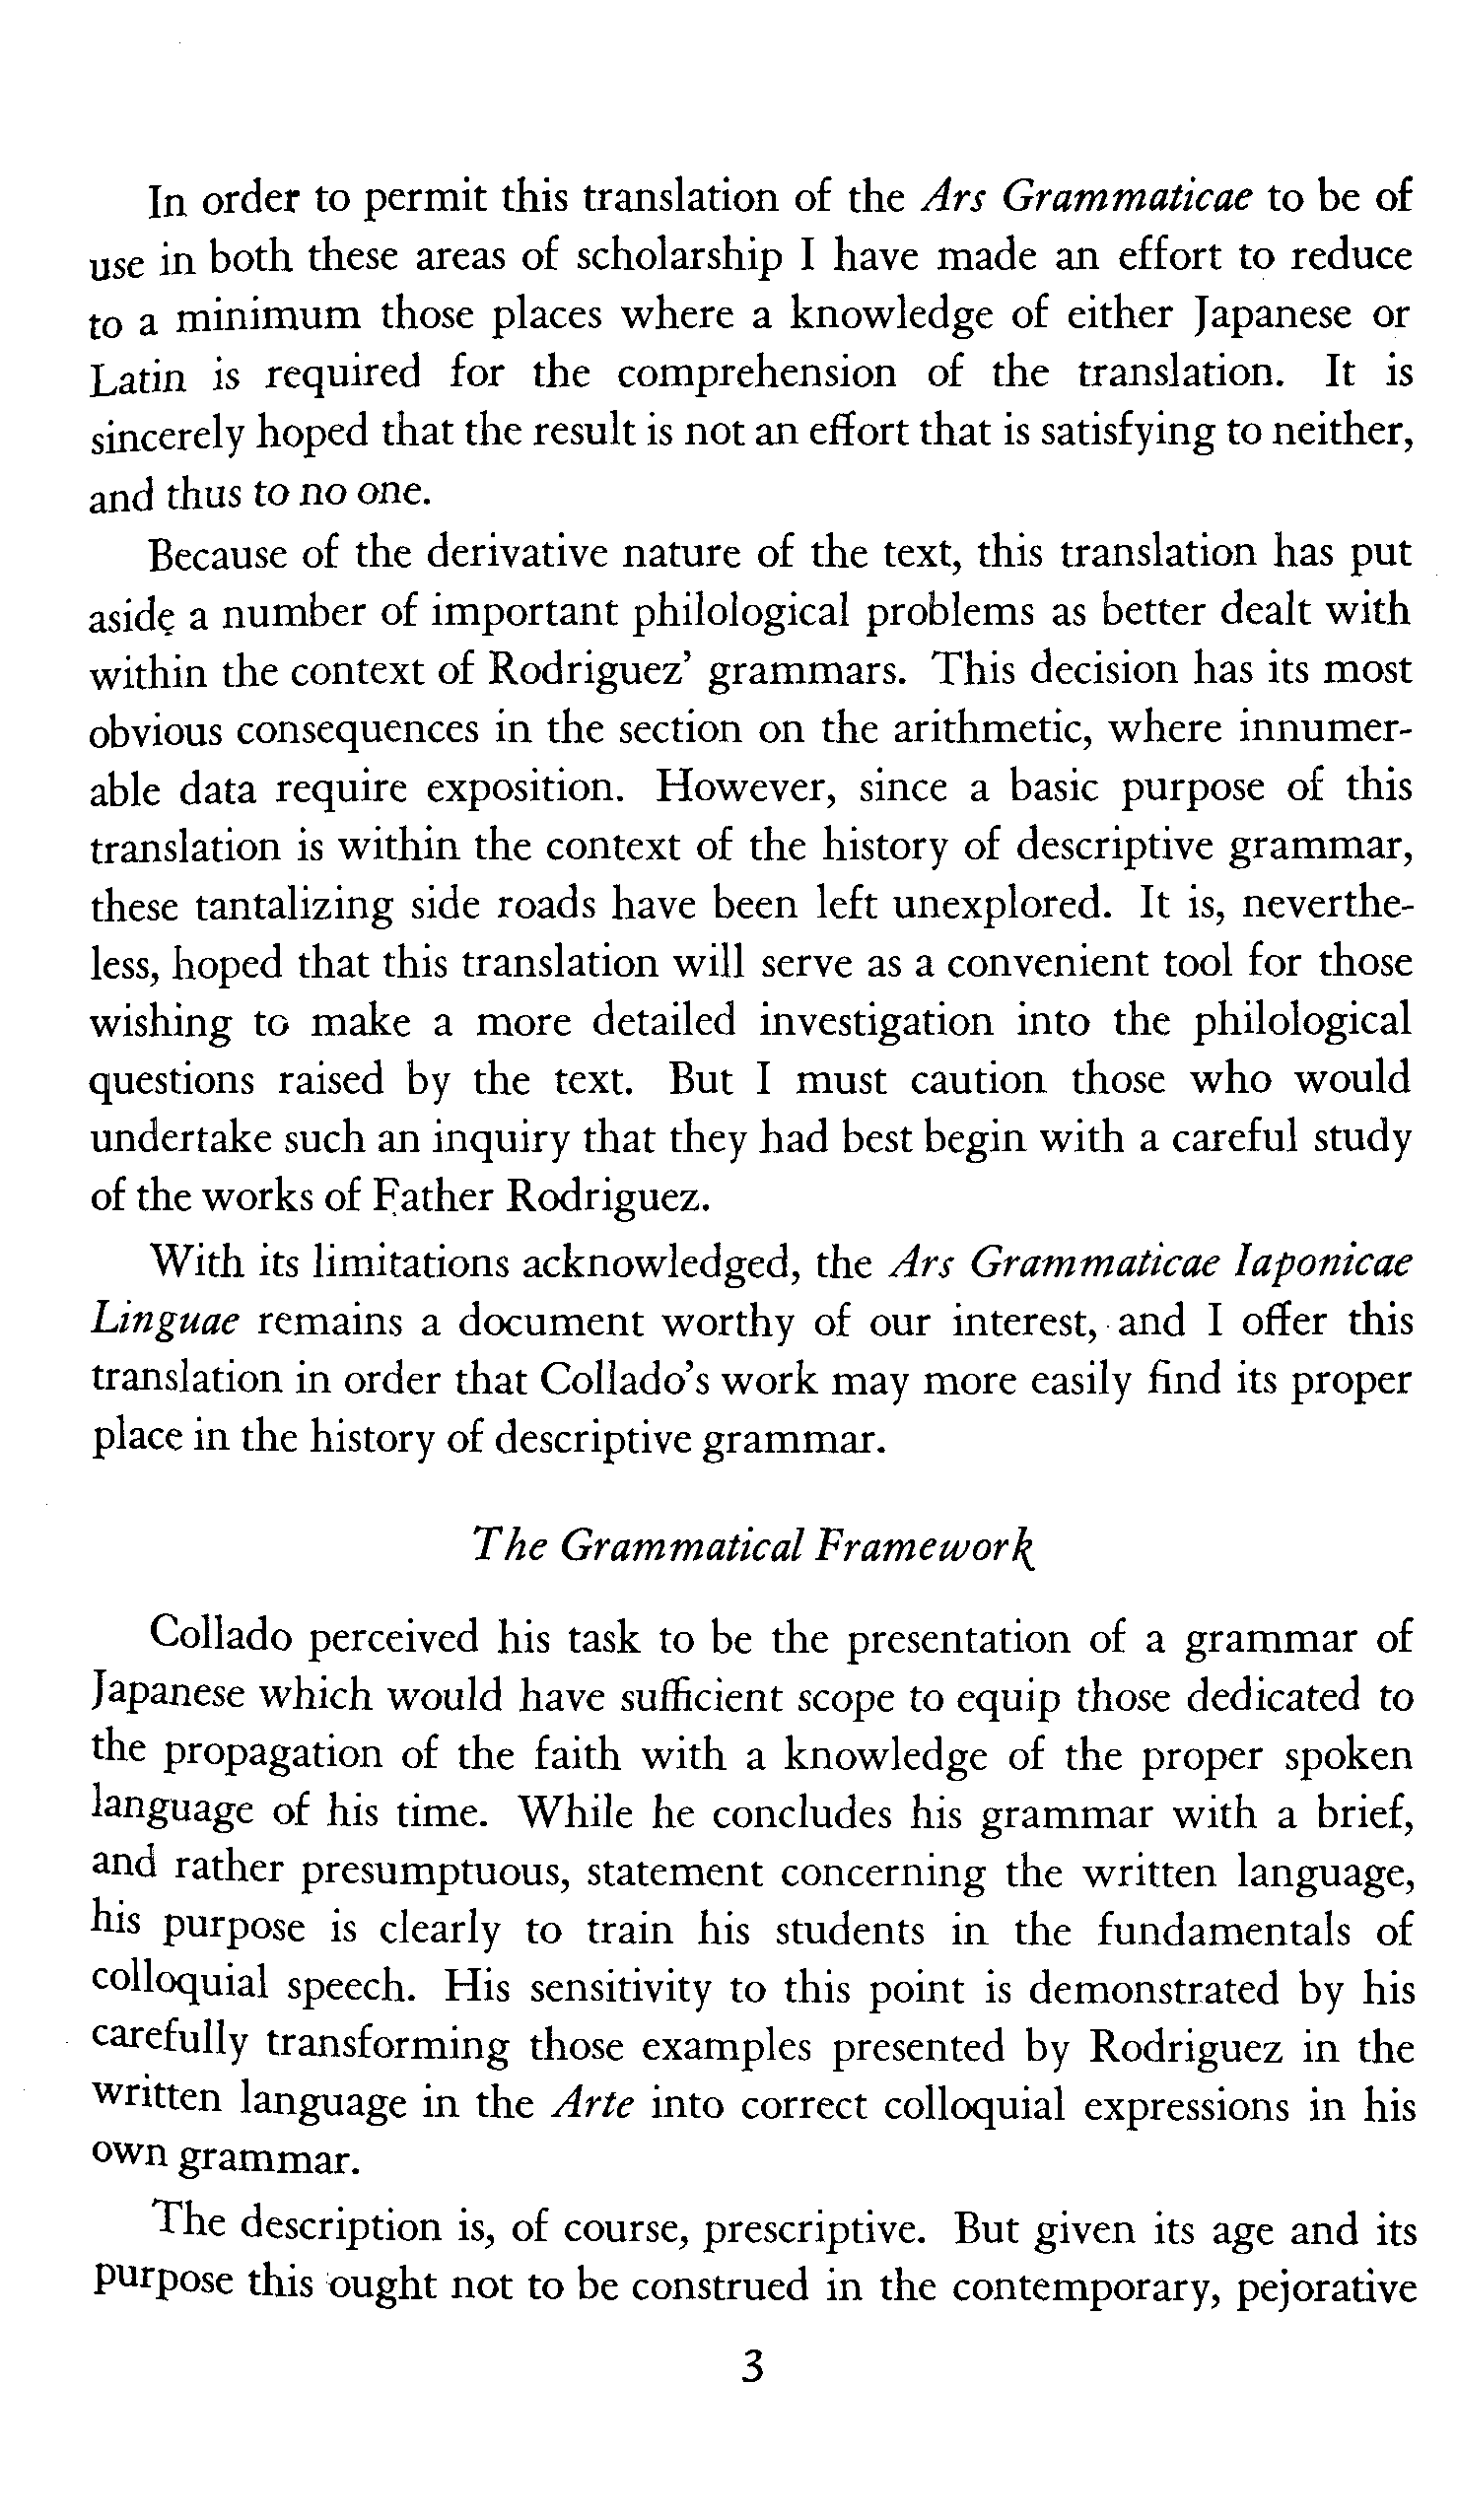 In order to permit this translation of the Ars Grammaticae to be of
use in both these areas of scholarship I have made an effort to reduce
to a minimum those places where a knowledge of either Japanese or
Latin is required for the comprehension of the translation. It is
sincerely hoped that the result is not an effort that is satisfying to neither,
and thus to no one.
Because of the derivative nature of the text, this translation has put
aside a number of important philological problems as better dealt with
within the context of Rodriguez' grammars. This decision has its most
obvious consequences in the section on the arithmetic, where innumer-
able data require exposition. However, since a basic purpose of this
translation is within the context of the history of descriptive grammar,
these tantalizing side roads have been left unexplored. It is, neverthe-
less, hoped that this translation will serve as a convenient tool for those
wishing to make a more detailed investigation into the philological
questions raised by the text. But I must caution those who would
undertake such an inquiry that they had best begin with a careful study
of the works of Father Rodriguez.
With its limitations acknowledged, the Ars Grammaticae Iaponicae
Linguae remains a document worthy of our interest, and I offer this
translation in order that Collado's work may more easily find its proper
place in the history of descriptive grammar.
The Grammatical Framework
Collado perceived his task to be the presentation of a grammar of
Japanese which would have sufficient scope to equip those dedicated to
the propagation of the faith with a knowledge of the proper spoken
language of his time. While he concludes his grammar with a brief,
and rather presumptuous, statement concerning the written language,
his purpose is clearly to train his students in the fundamentals of
colloquial speech. His sensitivity to this point is demonstrated by his
carefully transforming those examples presented by Rodriguez in the
written language in the Arte into correct colloquial expressions in his
own grammar.
The description is, of course, prescriptive. But given its age and its
purpose this ought not to be construed in the contemporary, pejorative
3